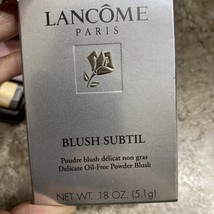 LANCÔME
PARIS
BLUSH SUBTIL
Poudre blush délicat non gras
Delicate Oil-Free Powder Blush
NET WT. .18 OZ. (5.1g)